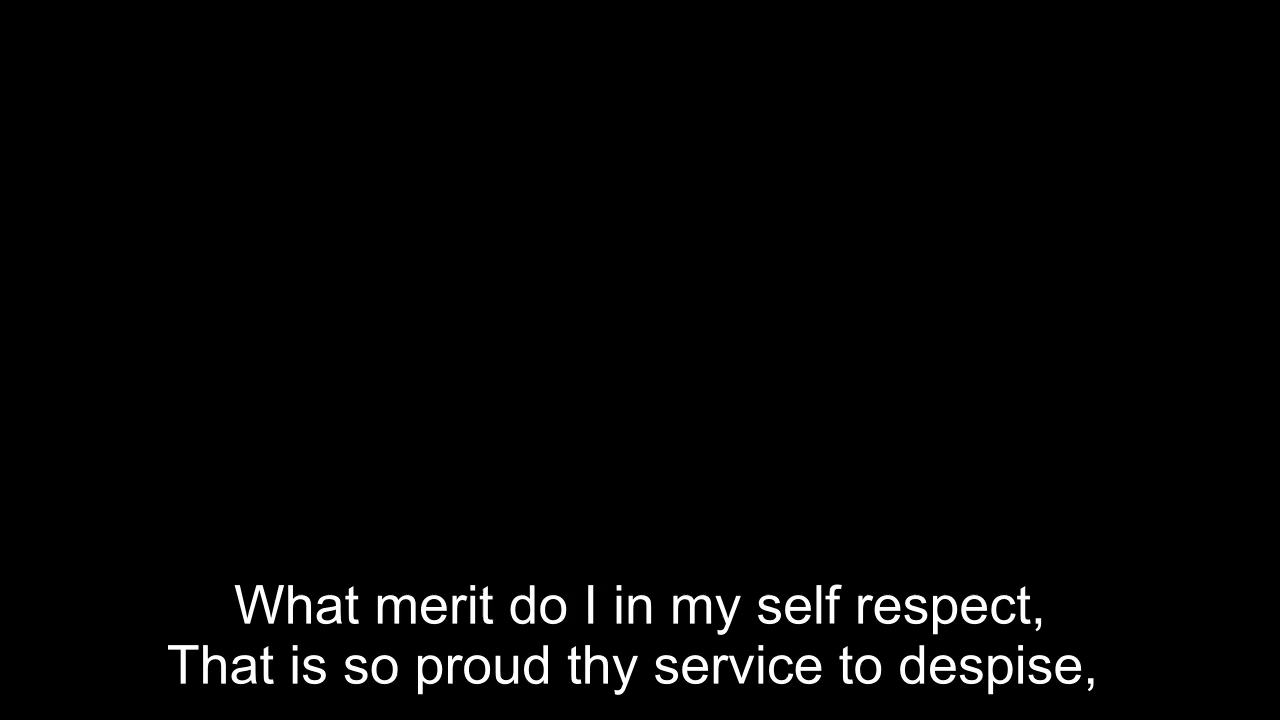 What merit do I in my self respect,
That is so proud thy service to despise,